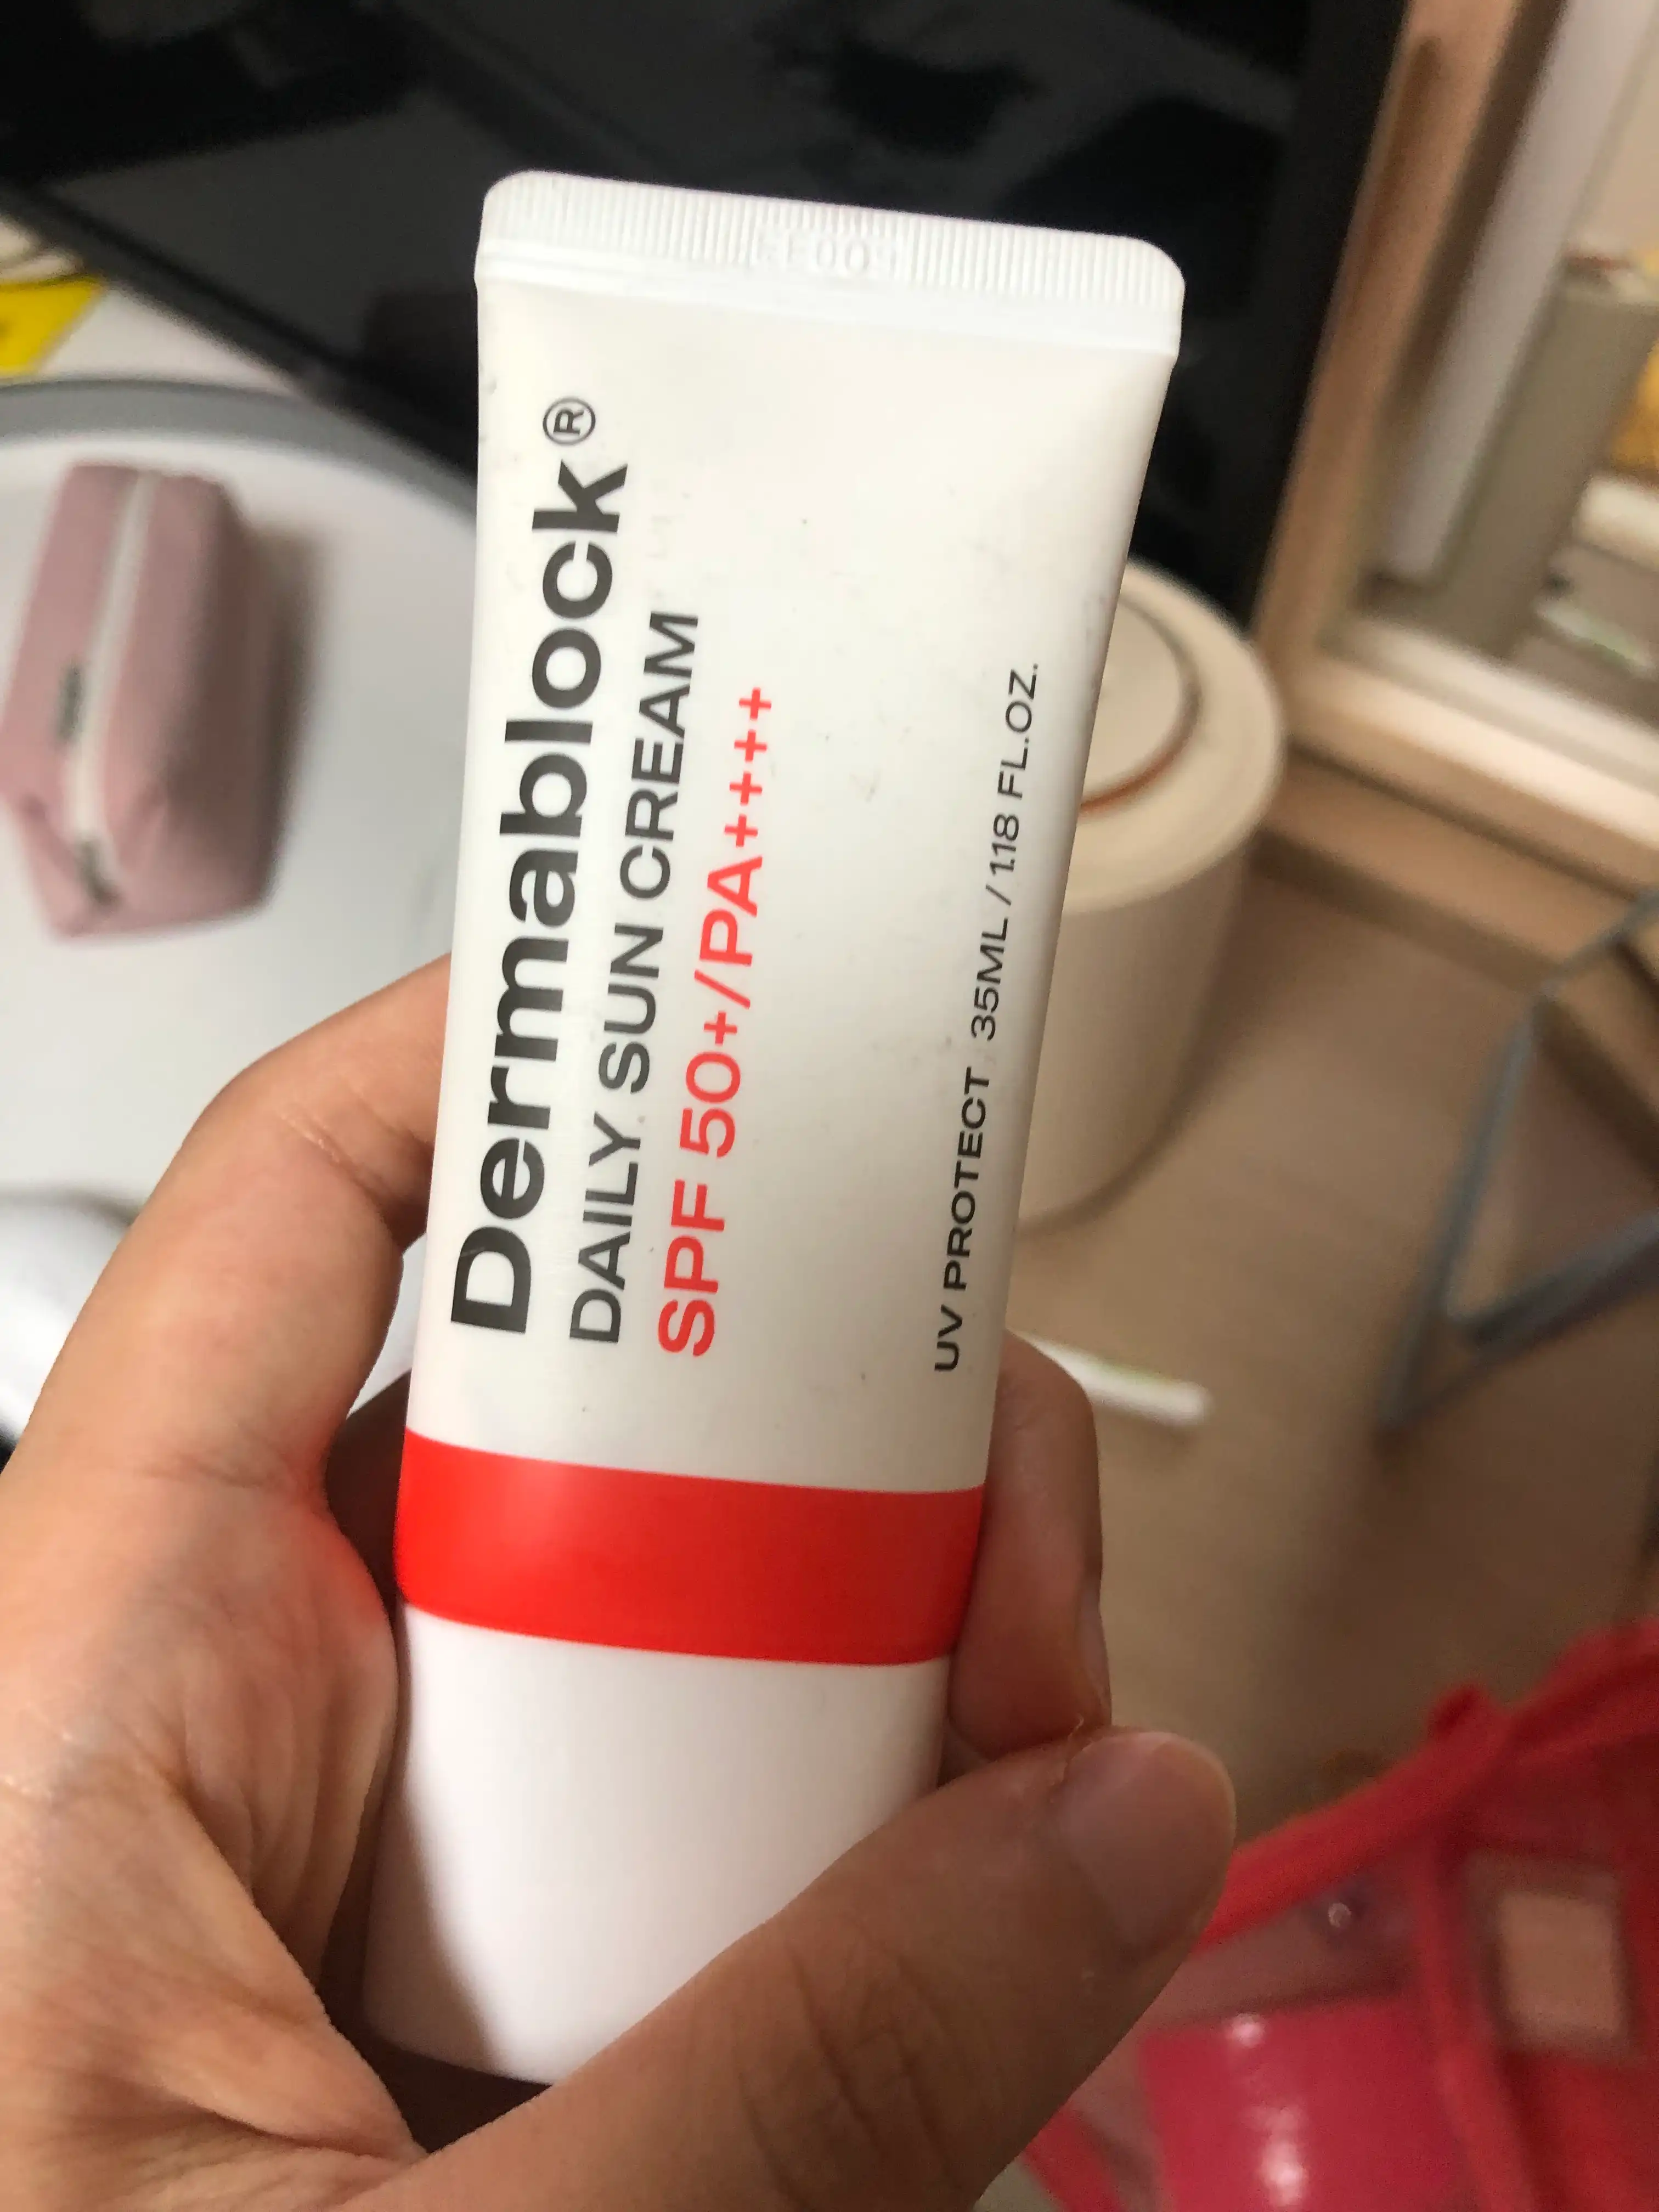 Dermablock®
DAILY SUN CREAM
SPF 50+/PA++++
UV PROTECT 35ML / 1.18 FL.OZ.